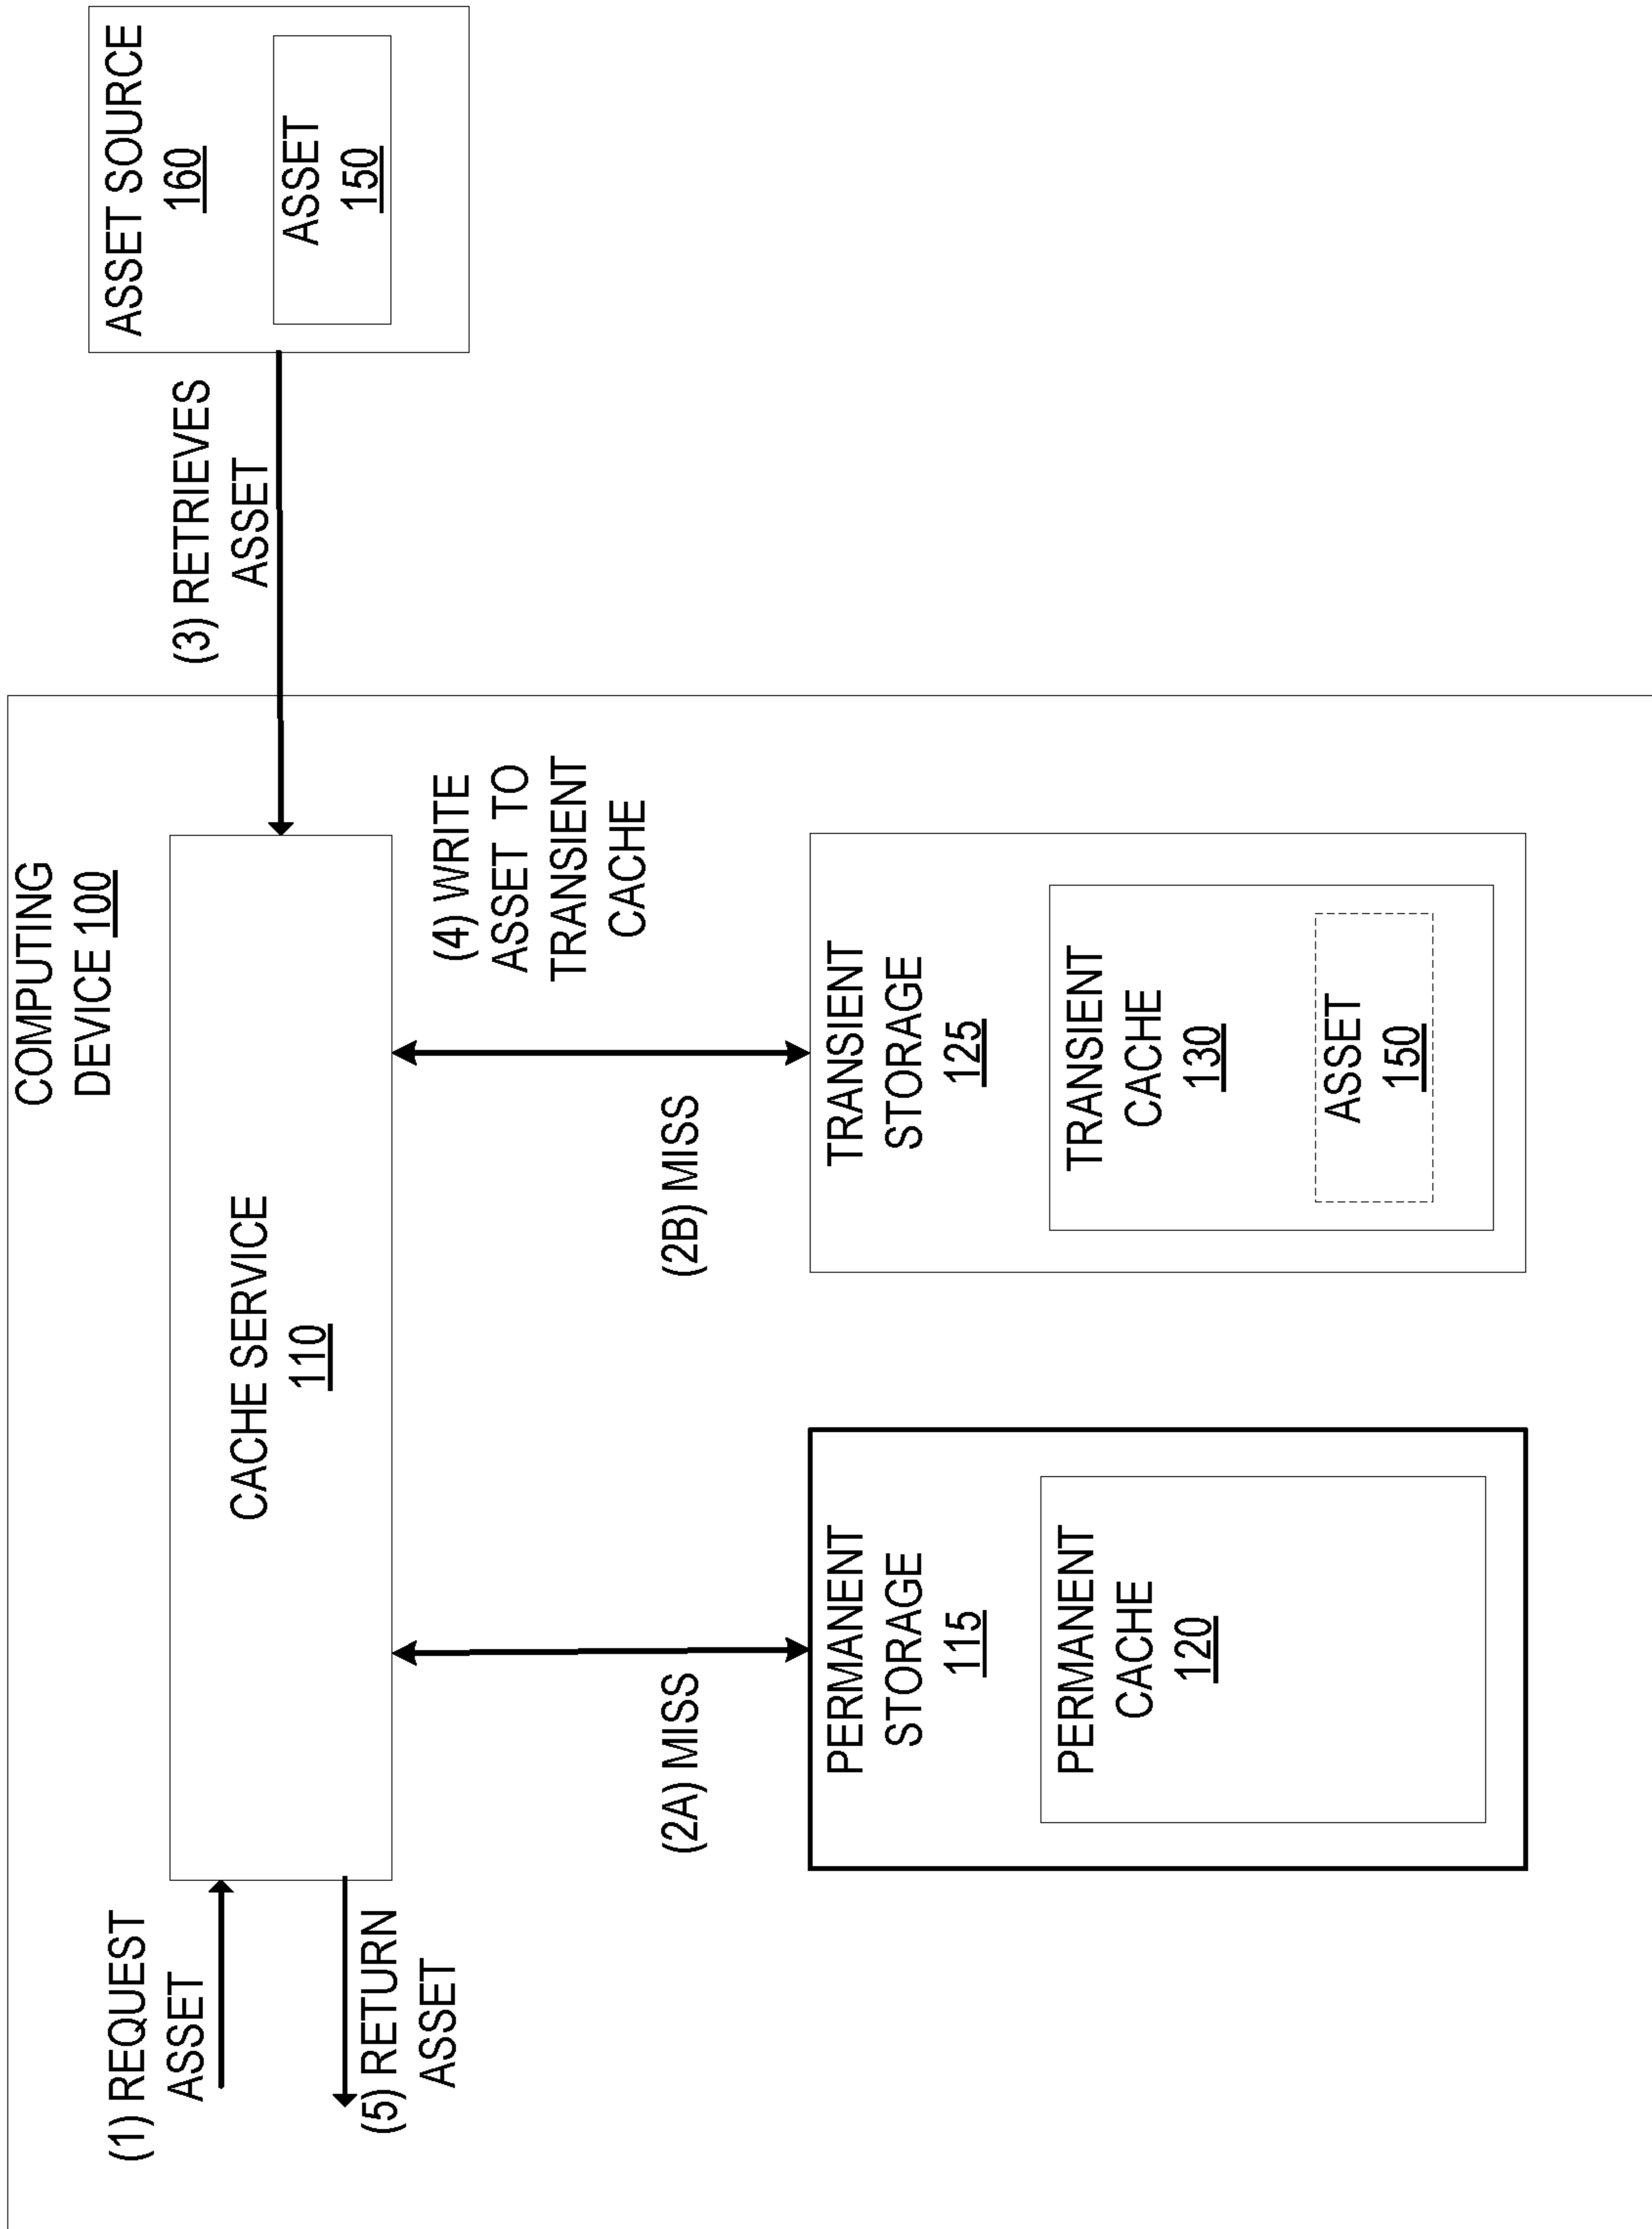 COMPUTING
DEVICE 100
(1) REQUEST
ASSET
(5) RETURN
ASSET
CACHE SERVICE
110
(3) RETRIEVES
ASSET
ASSET SOURCE
160
ASSET
150
(2A) MISS
(2B) MISS
(4) WRITE
ASSET TO
TRANSIENT
CACHE
PERMANENT
STORAGE
115
PERMANENT
CACHE
120
TRANSIENT
STORAGE
125
TRANSIENT
CACHE
130
ASSET
150